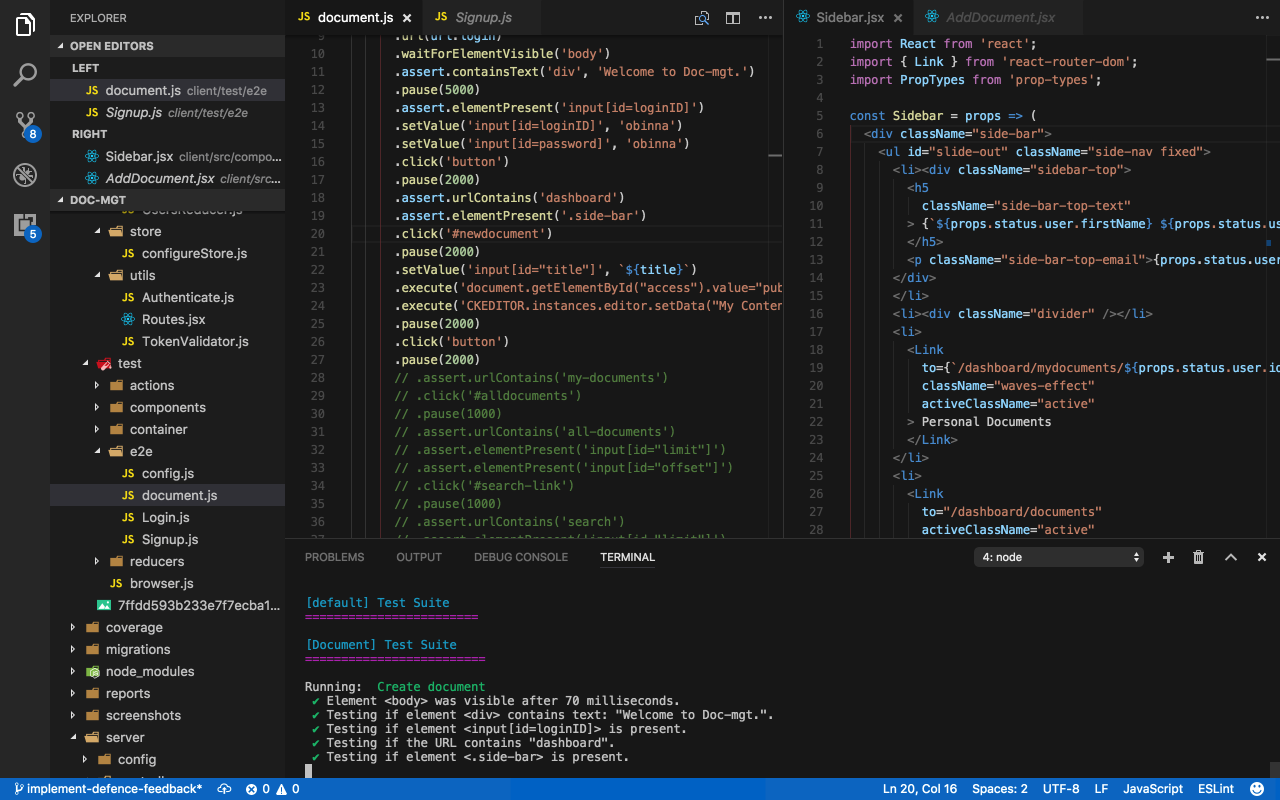 EXPLORER
OPEN EDITORS
LEFT
JS document.js client/test/e2e
JS Signup.js client/test/e2e
RIGHT
Sidebar.jsx client/src/compo...
AddDocument.jsx client/src...
DOC-MGT
JS UsersReducer.js
store
JS configureStore.js
utils
JS Authenticate.js
Routes.jsx
JS TokenValidator.js
test
actions
components
container
e2e
JS config.js
JS document.js
JS Login.js
JS Signup.js
reducers
JS browser.js
7ffdd593b233e7f7ecba1...
coverage
migrations
node_modules
reports
screenshots
server
config
8
5
JS document.js
JS Signup.js
9 .url(url.login)
10 .waitForElementVisible('body')
11 .assert.containsText('div', 'Welcome to Doc-mgt.')
12 .pause(5000)
13 .assert.elementPresent('input[id=loginID]')
14 .setValue('input[id=loginID]', 'obinna')
15 .setValue('input[id=password]', 'obinna')
16 .click('button')
17 .pause(2000)
18 .assert.urlContains('dashboard')
19 .assert.elementPresent('.side-bar')
20 .click('#newdocument')
21 .pause(2000)
22 .setValue('input[id="title"]', `${title}`)
23 .execute('document.getElementById("access").value="pub
24 .execute('CKEDITOR.instances.editor.setData("My Conter
25 .pause(2000)
26 .click('button')
27 .pause(2000)
28 // .assert.urlContains('my-documents')
29 // .click('#alldocuments')
30 // .pause(1000)
31 // .assert.urlContains('all-documents')
32 // .assert.elementPresent('input[id="limit"]')
33 // .assert.elementPresent('input[id="offset"]')
34 // .click('#search-link')
35 // .pause(1000)
36 // .assert.urlContains('search')
37 // .assert.elementPresent('input[id="limit"]')
Sidebar.jsx
AddDocument.jsx
1 import React from 'react';
2 import { Link } from 'react-router-dom';
3 import PropTypes from 'prop-types';
4
5 const Sidebar = props => (
6 <div className="side-bar">
7 <ul id="slide-out" className="side-nav fixed">
8 <li><div className="sidebar-top">
9 <h5
10 className="side-bar-top-text"
11 > {`${props.status.user.firstName} ${props.status.us
12 </h5>
13 <p className="side-bar-top-email">{props.status.user
14 </div>
15 </li>
16 <li><div className="divider" /></li>
17 <li>
18 <Link
19 to={`/dashboard/mydocuments/${props.status.user.id
20 className="waves-effect"
21 activeClassName="active"
22 > Personal Documents
23 </Link>
24 </li>
25 <li>
26 <Link
27 to="/dashboard/documents"
28 activeClassName="active"
PROBLEMS OUTPUT DEBUG CONSOLE TERMINAL
4: node
[default] Test Suite
========================
[Document] Test Suite
=========================
Running: Create document
✔ Element <body> was visible after 70 milliseconds.
✔ Testing if element <div> contains text: "Welcome to Doc-mgt.".
✔ Testing if element <input[id=loginID]> is present.
✔ Testing if the URL contains "dashboard".
✔ Testing if element <.side-bar> is present.
implement-defence-feedback* 0 0 Ln 20, Col 16 Spaces: 2 UTF-8 LF JavaScript ESLint